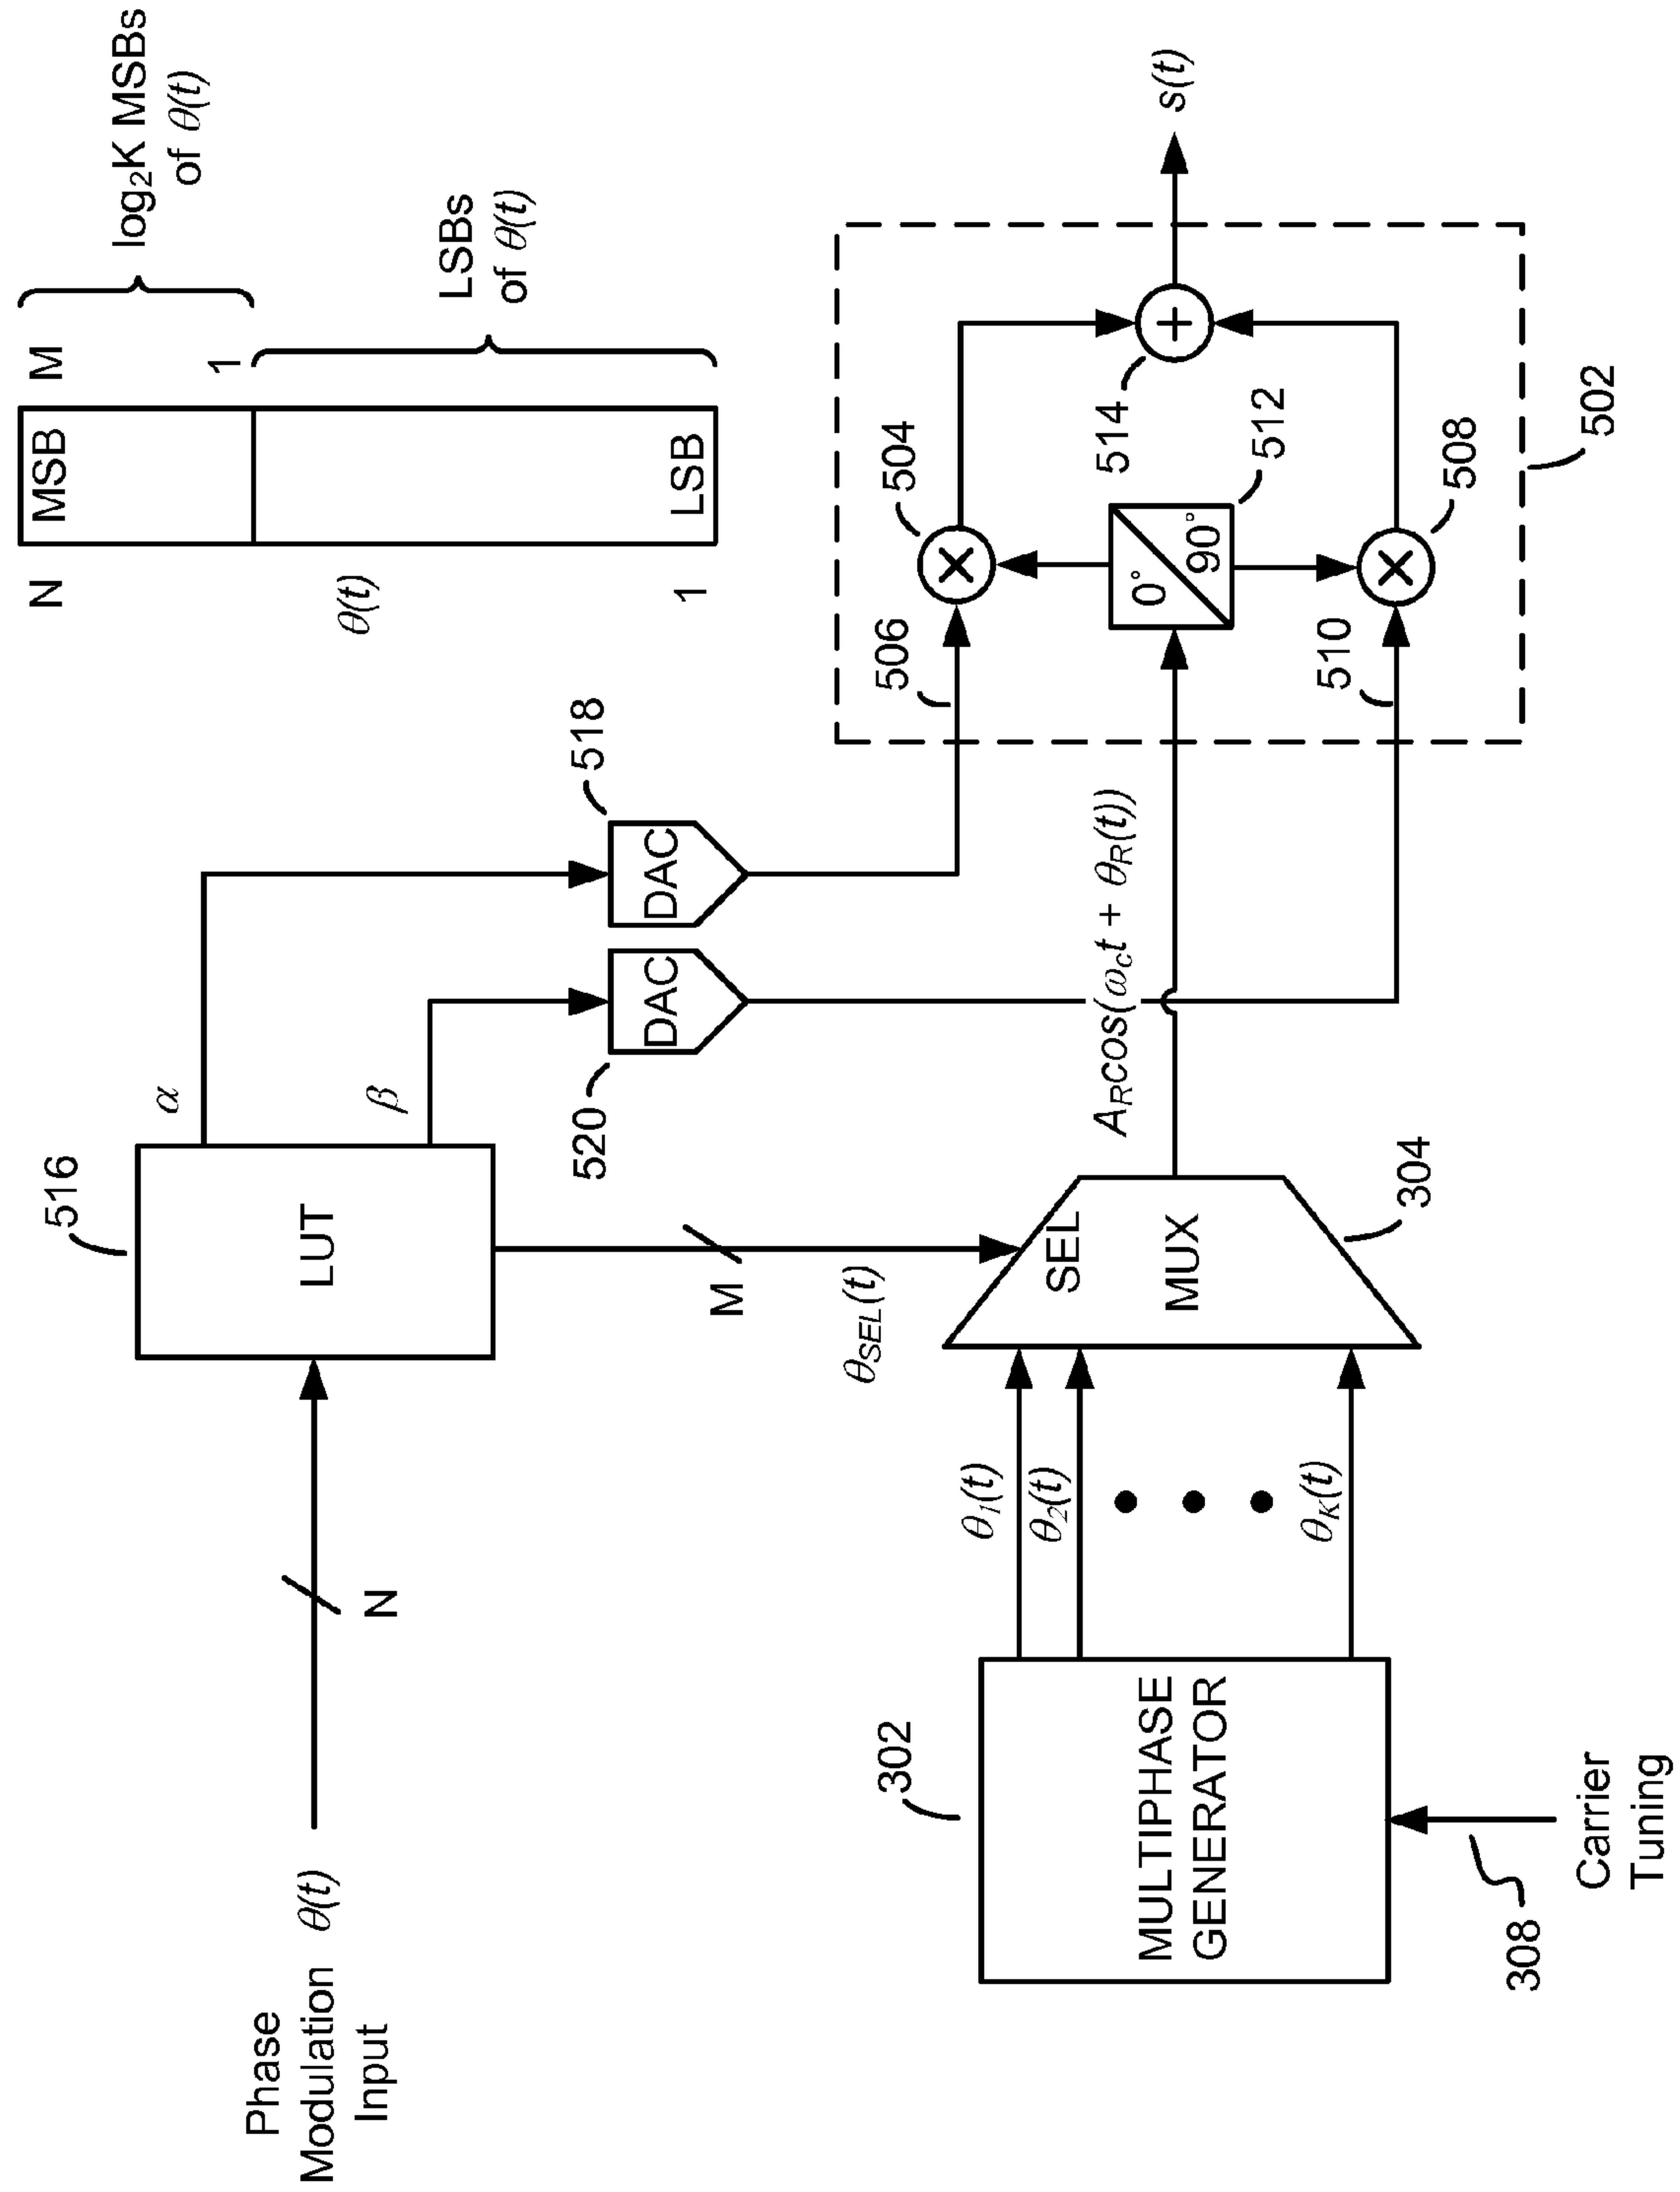 Phase
Modulation θ(t)
Input
N
516
LUT
α
β
520
DAC
518
DAC
M
θSEL(t)
N
MSB
M
log₂K MSBs
of θ(t)
θ(t)
1
LSBs
of θ(t)
1
LSB
302
MULTIPHASE
GENERATOR
308
Carrier
Tuning
θ₁(t)
θ₂(t)
θK(t)
SEL
MUX
304
ARCOS(ωct + θR(t))
506
504
510
0°
90°
512
514
508
502
s(t)